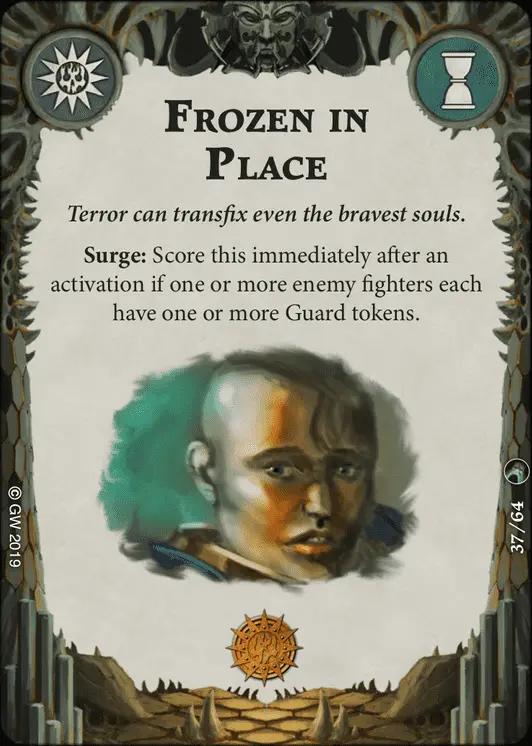 Frozen in
Place
Terror can transfix even the bravest souls.
Surge: Score this immediately after an
activation if one or more enemy fighters each
have one or more Guard tokens.
© GW 2019
37/64